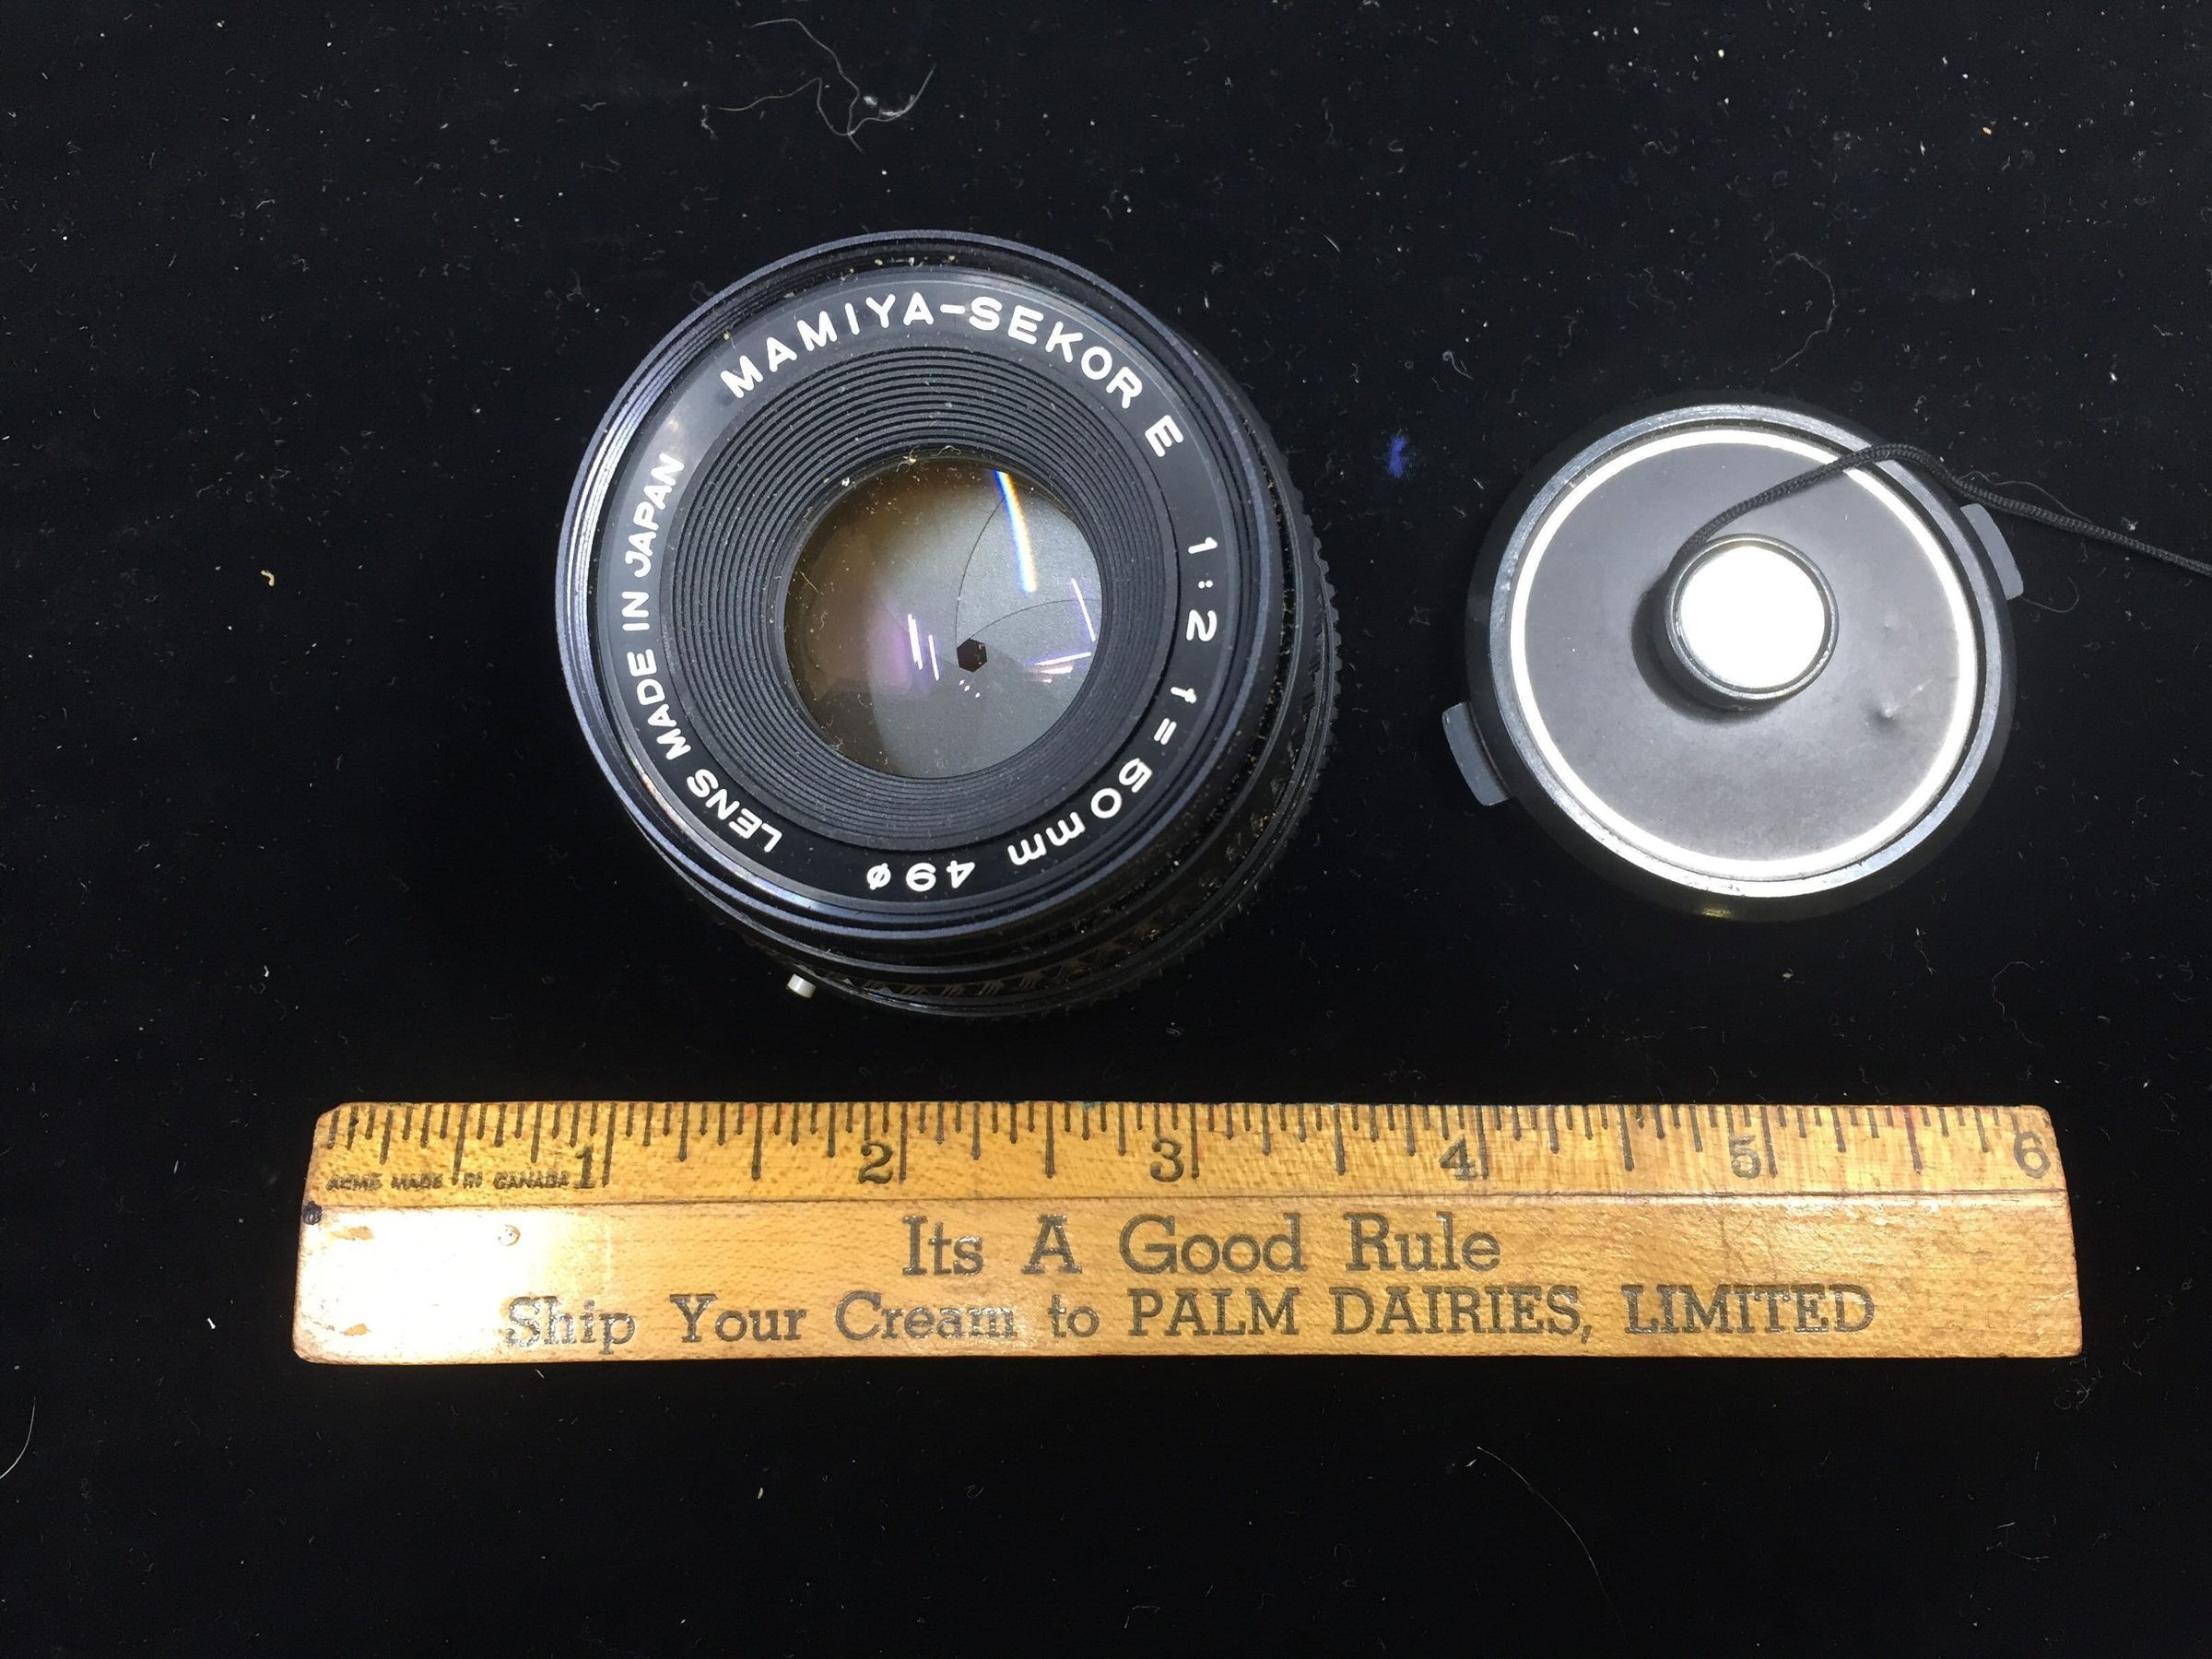 MAMIYA-SEKOR E 1:2 f=50mm 49ø
LENS MADE IN JAPAN
1 2 3 4 5 6
ACME MADE IN CANADA
Its A Good Rule
Ship Your Cream to PALM DAIRIES, LIMITED